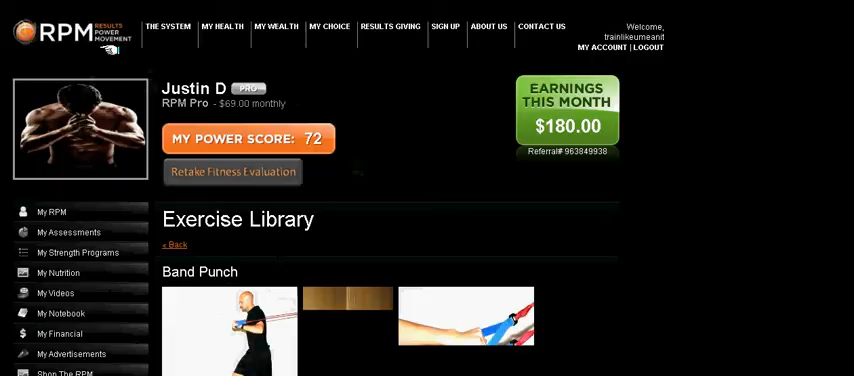 RPM RESULTS POWER MOVEMENT
THE SYSTEM MY HEALTH MY WEALTH MY CHOICE RESULTS GIVING SIGN UP ABOUT US CONTACT US
Welcome,
trainlikeumeanit
MY ACCOUNT | LOGOUT
Justin D PRO
RPM Pro - $69.00 monthly
MY POWER SCORE: 72
Retake Fitness Evaluation
EARNINGS
THIS MONTH
$180.00
Referral# 963849938
My RPM
My Assessments
My Strength Programs
My Nutrition
My Videos
My Notebook
My Financial
My Advertisements
Shop The RPM
Exercise Library
< Back
Band Punch